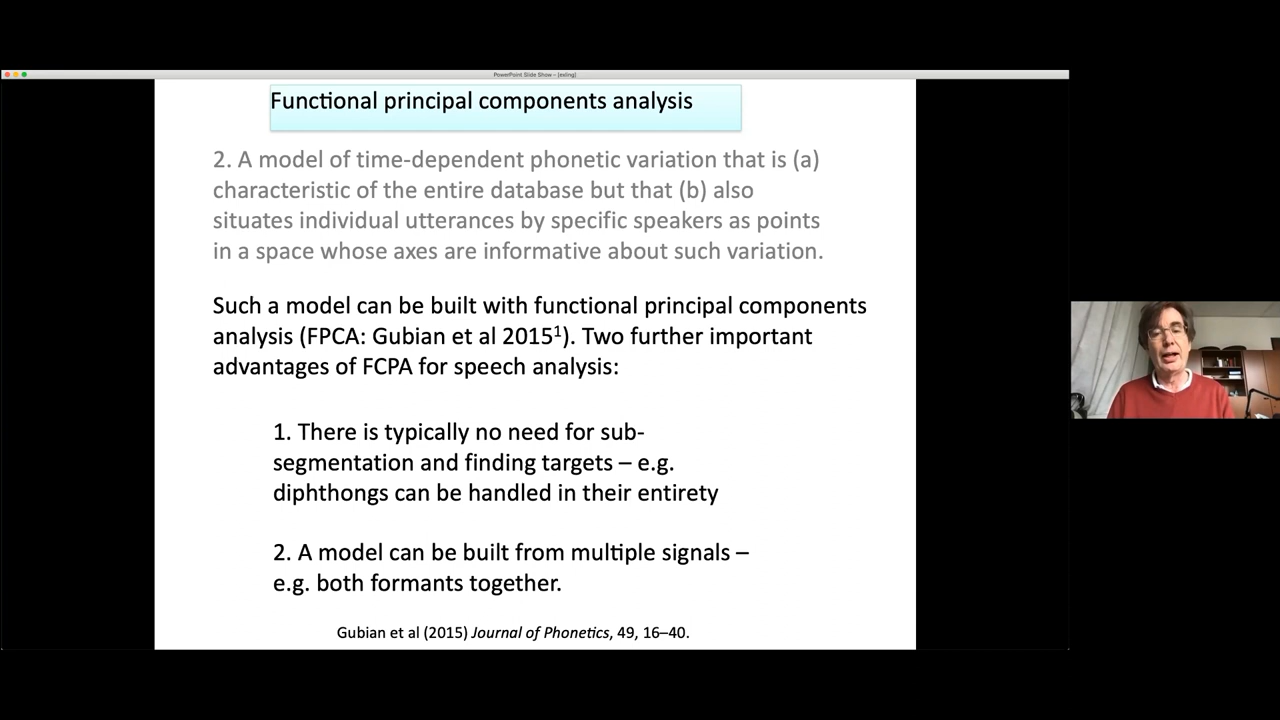 PowerPoint Slide Show – [exling]
Functional principal components analysis
2. A model of time-dependent phonetic variation that is (a)
characteristic of the entire database but that (b) also
situates individual utterances by specific speakers as points
in a space whose axes are informative about such variation.
Such a model can be built with functional principal components
analysis (FPCA: Gubian et al 2015¹). Two further important
advantages of FCPA for speech analysis:
1. There is typically no need for sub-
segmentation and finding targets – e.g.
diphthongs can be handled in their entirety
2. A model can be built from multiple signals –
e.g. both formants together.
Gubian et al (2015) Journal of Phonetics, 49, 16–40.